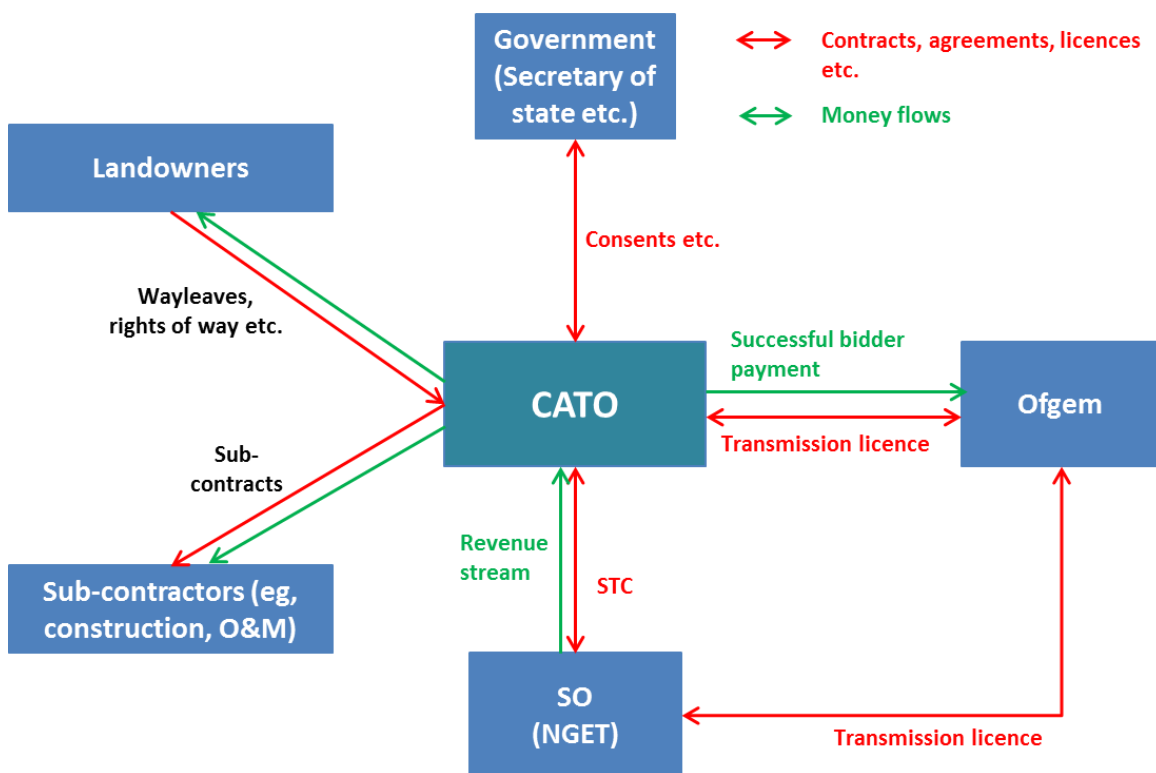 Government
(Secretary of
state etc.)
Contracts, agreements, licences
etc.
Money flows
Landowners
Consents etc.
Wayleaves,
rights of way etc.
Successful bidder
payment
CATO
Ofgem
Transmission licence
Sub-
contracts
Revenue
stream
STC
Sub-contractors (eg,
construction, O&M)
SO
(NGET)
Transmission licence